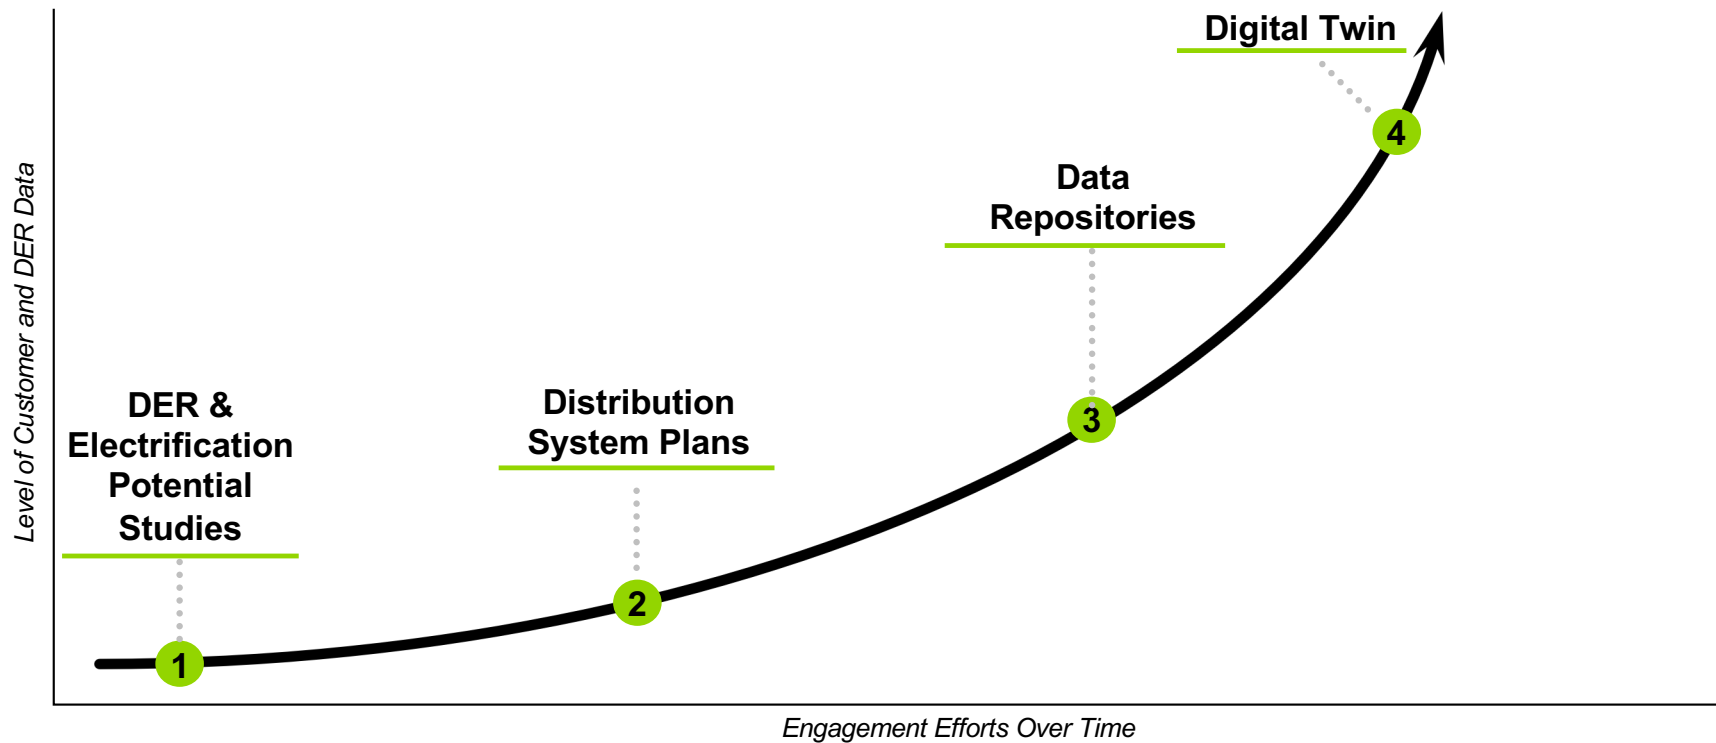 Digital Twin
4
Data
Repositories
3
Distribution
System Plans
2
DER &
Electrification
Potential
Studies
1
Level of Customer and DER Data
Engagement Efforts Over Time